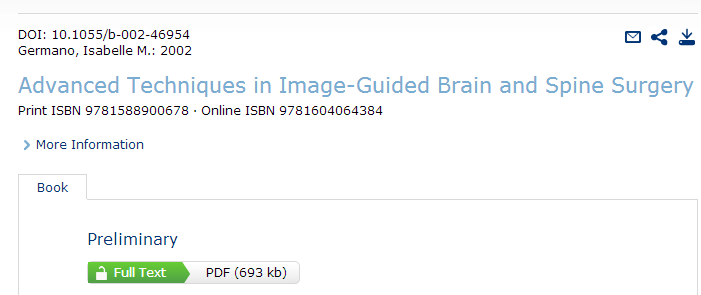 DOI: 10.1055/b-002-46954
Germano, Isabelle M.: 2002
Advanced Techniques in Image-Guided Brain and Spine Surgery
Print ISBN 9781588900678 · Online ISBN 9781604064384
More Information
Book
Preliminary
Full Text PDF (693 kb)